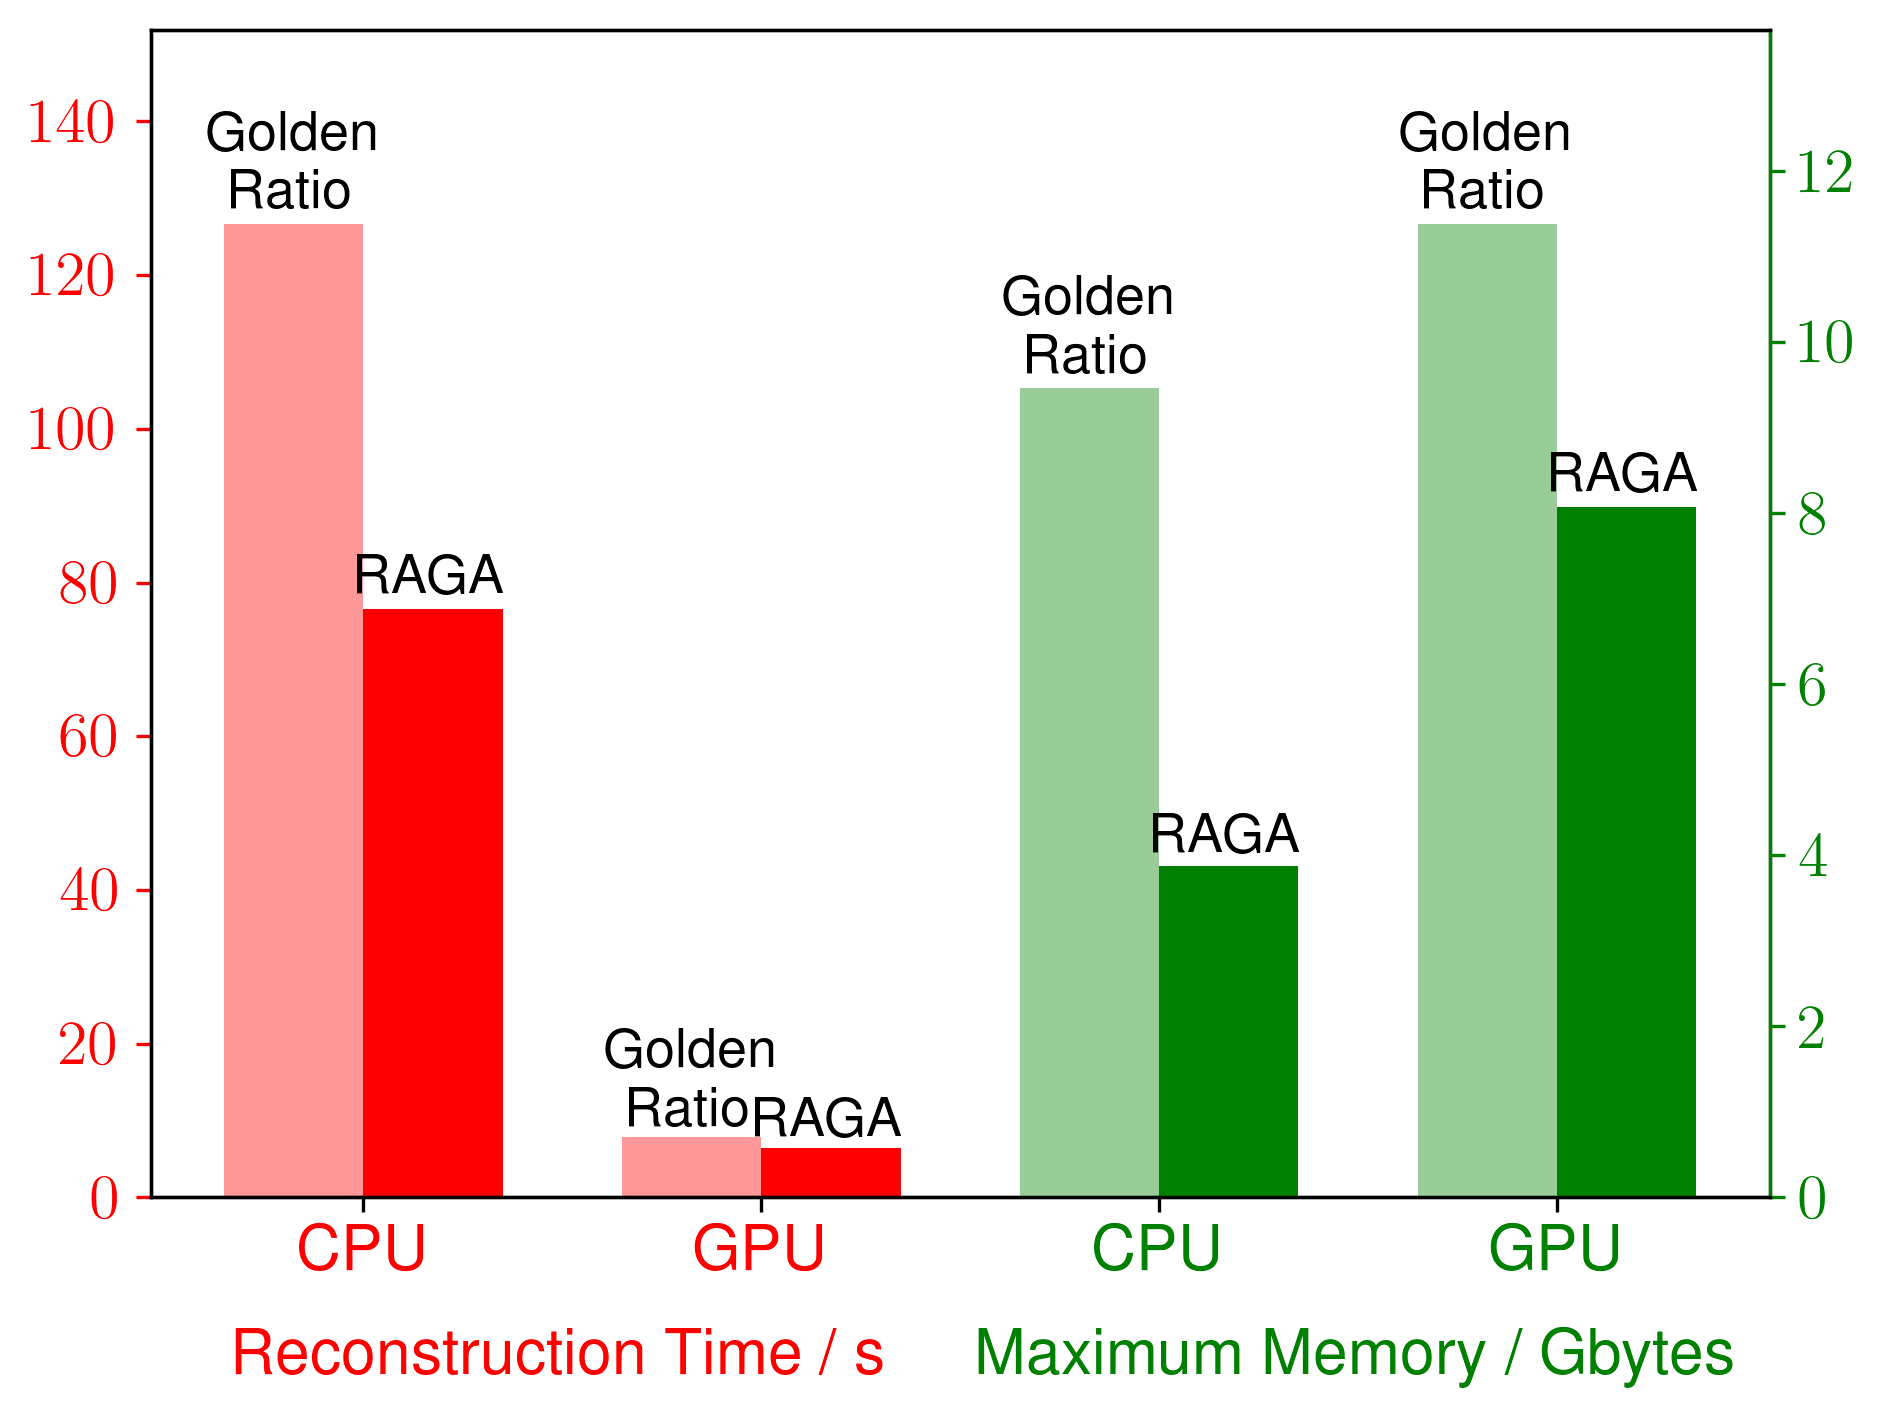 140
120
100
80
60
40
20
0
Golden
Ratio
RAGA
Golden
Ratio
RAGA
Golden
Ratio
RAGA
Golden
Ratio
RAGA
12
10
8
6
4
2
0
CPU
GPU
CPU
GPU
Reconstruction Time / s
Maximum Memory / Gbytes